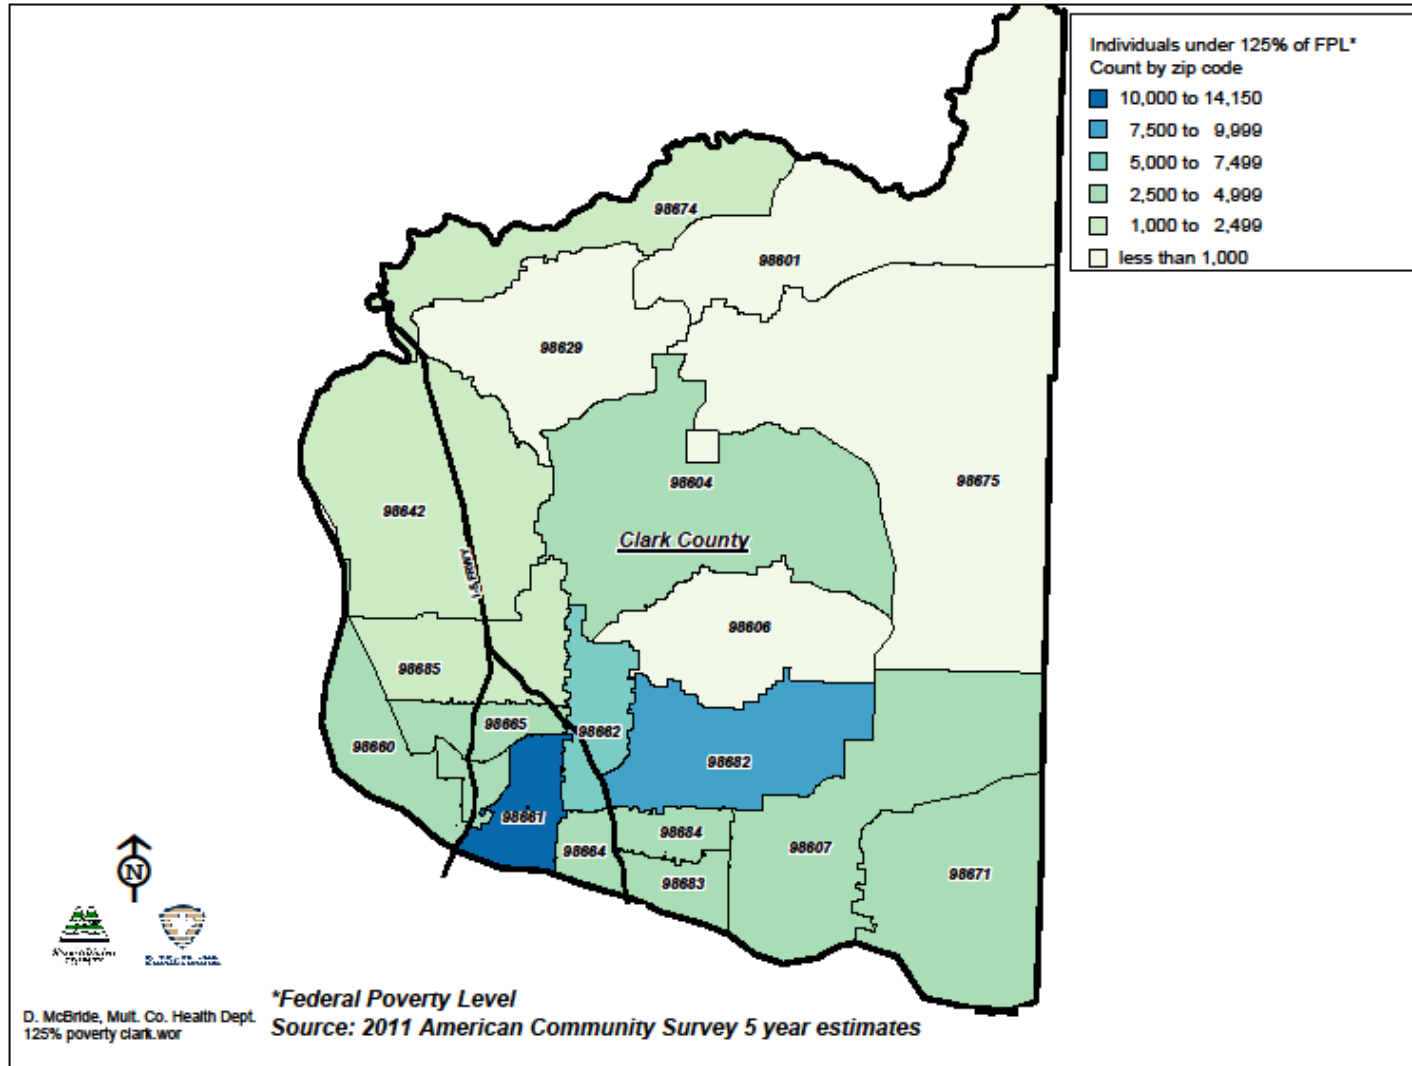 Individuals under 125% of FPL*
Count by zip code
10,000 to 14,150
7,500 to 9,999
5,000 to 7,499
2,500 to 4,999
1,000 to 2,499
less than 1,000
98674
98601
98629
98604
98675
98642
Clark County
I-5 FRWY
98606
98685
98665
98662
98660
98682
98661
98684
98664
98607
98683
98671
N
*Federal Poverty Level
D. McBride, Mult. Co. Health Dept.
Source: 2011 American Community Survey 5 year estimates
125% poverty clark.wor